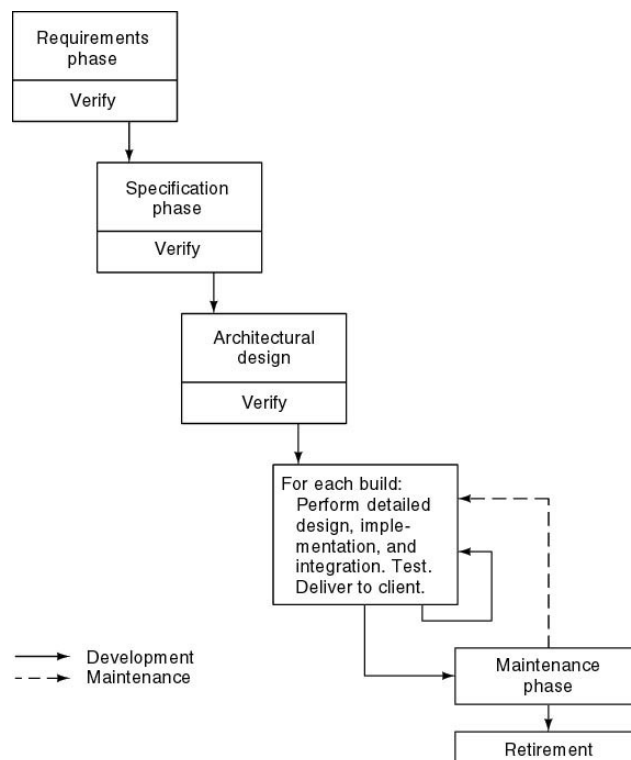 Requirements
phase
Verify
Specification
phase
Verify
Architectural
design
Verify
For each build:
Perform detailed
design, imple-
mentation, and
integration. Test.
Deliver to client.
Development
Maintenance
Maintenance
phase
Retirement